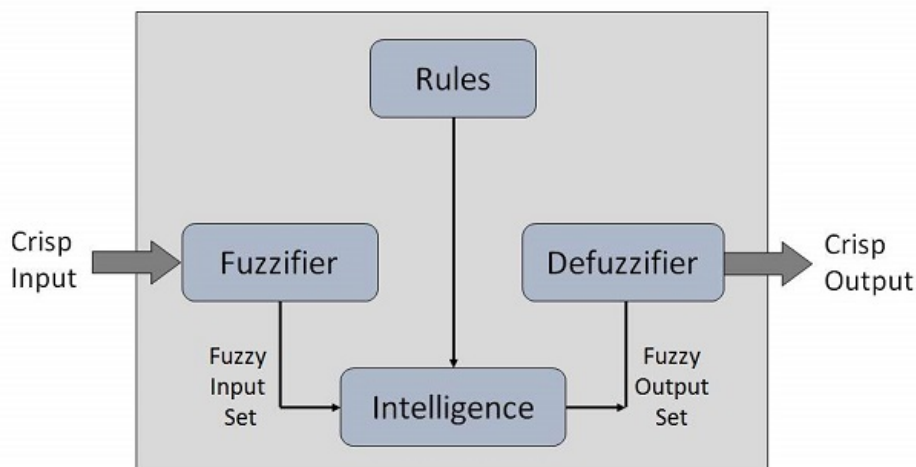 Rules
Crisp
Input
Fuzzifier
Defuzzifier
Crisp
Output
Fuzzy
Input
Set
Intelligence
Fuzzy
Output
Set